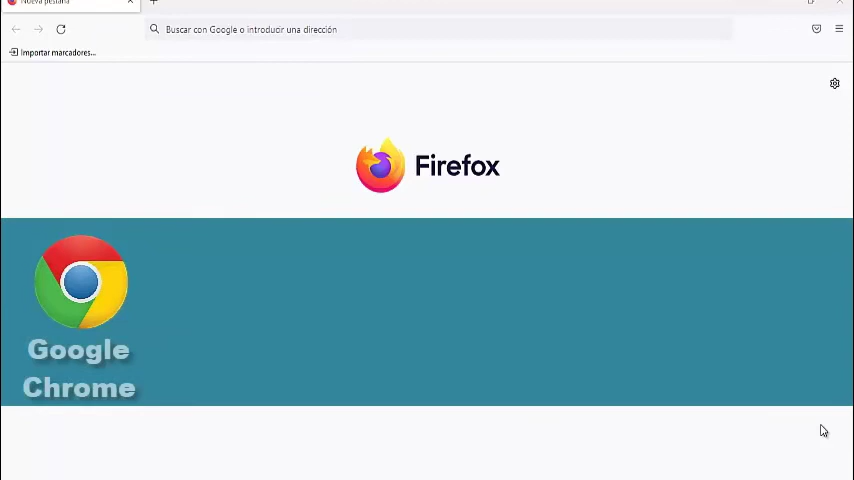 Nueva pestaña
Buscar con Google o introducir una dirección
Importar marcadores...
Firefox
Google
Chrome